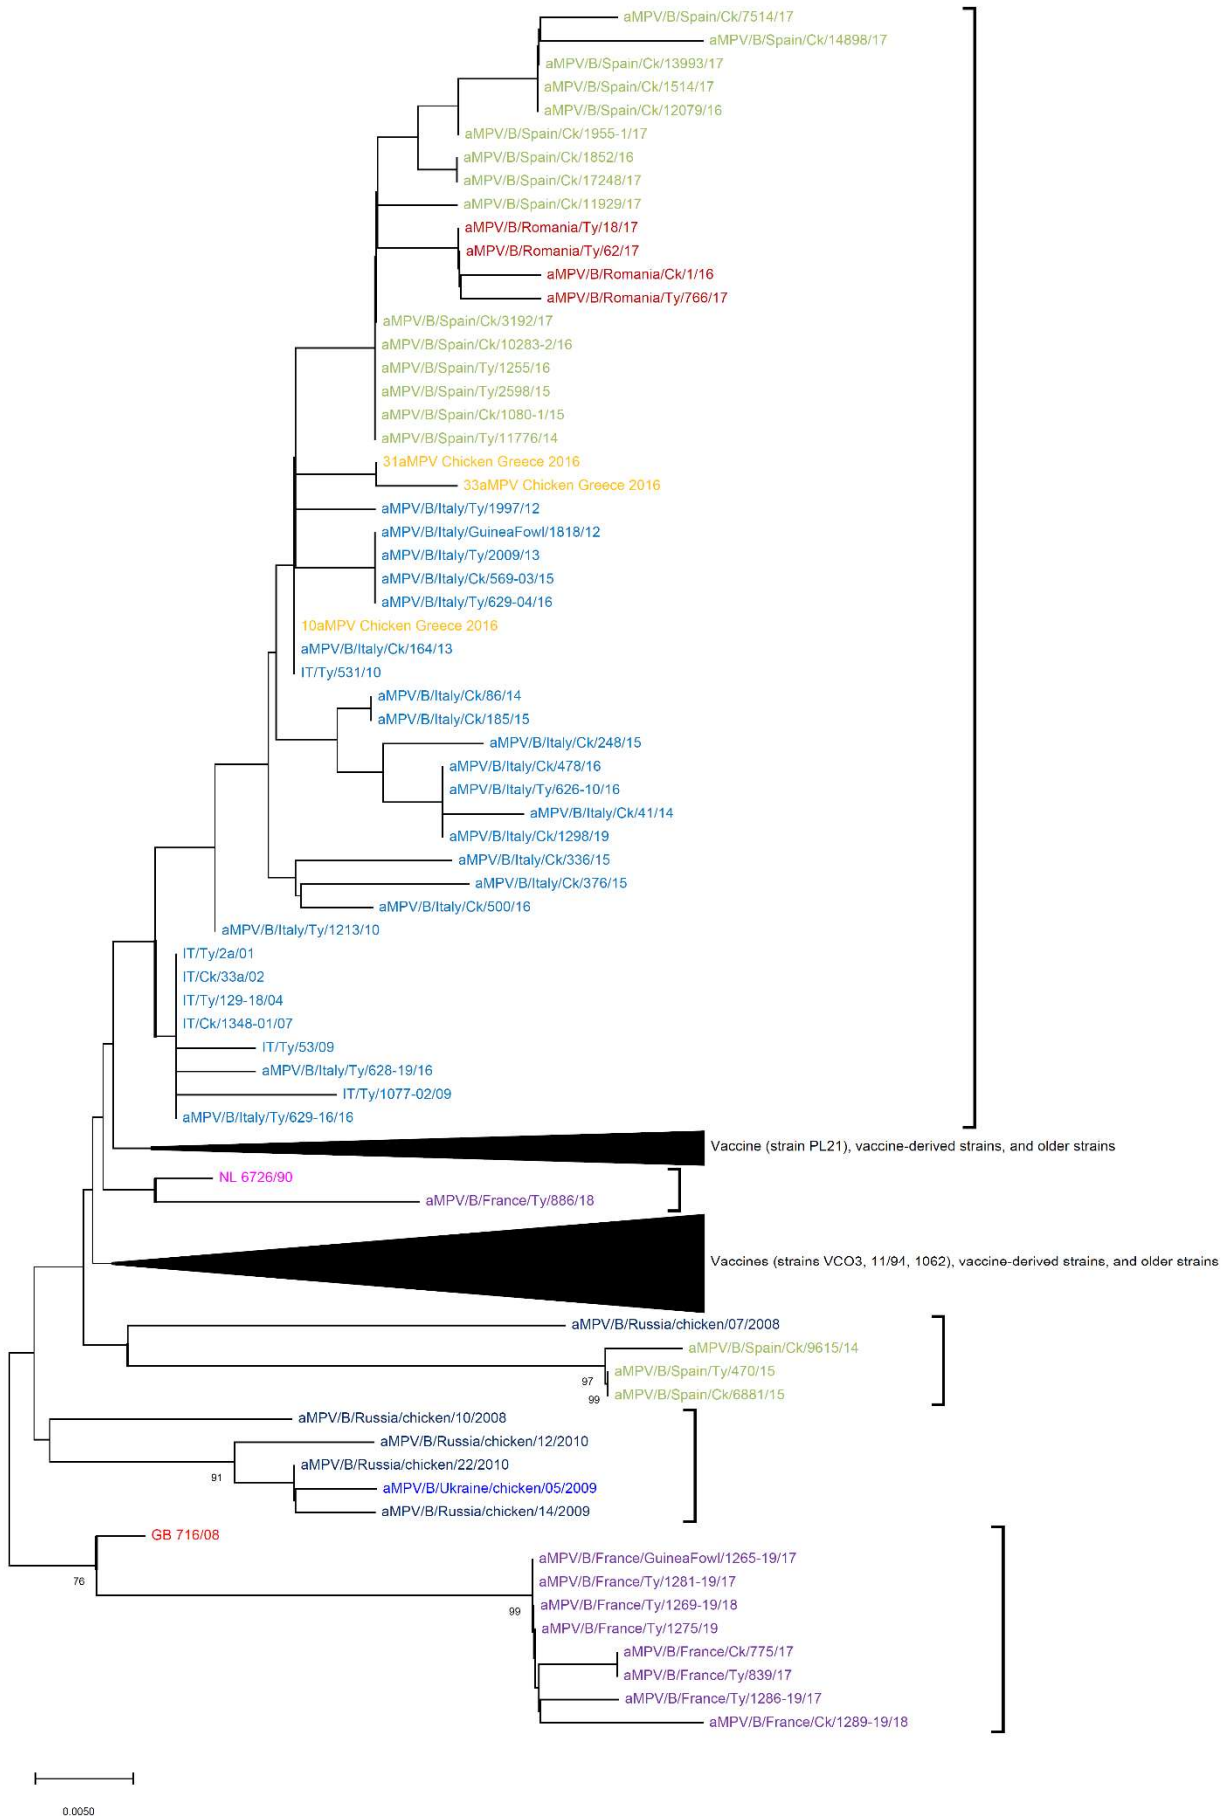 aMPV/B/Spain/Ck/7514/17
aMPV/B/Spain/Ck/14898/17
aMPV/B/Spain/Ck/13993/17
aMPV/B/Spain/Ck/1514/17
aMPV/B/Spain/Ck/12079/16
aMPV/B/Spain/Ck/1955-1/17
aMPV/B/Spain/Ck/1852/16
aMPV/B/Spain/Ck/17248/17
aMPV/B/Spain/Ck/11929/17
aMPV/B/Romania/Ty/18/17
aMPV/B/Romania/Ty/62/17
aMPV/B/Romania/Ck/1/16
aMPV/B/Romania/Ty/766/17
aMPV/B/Spain/Ck/3192/17
aMPV/B/Spain/Ck/10283-2/16
aMPV/B/Spain/Ty/1255/16
aMPV/B/Spain/Ty/2598/15
aMPV/B/Spain/Ck/1080-1/15
aMPV/B/Spain/Ty/11776/14
31aMPV Chicken Greece 2016
33aMPV Chicken Greece 2016
aMPV/B/Italy/Ty/1997/12
aMPV/B/Italy/GuineaFowl/1818/12
aMPV/B/Italy/Ty/2009/13
aMPV/B/Italy/Ck/569-03/15
aMPV/B/Italy/Ty/629-04/16
10aMPV Chicken Greece 2016
aMPV/B/Italy/Ck/164/13
IT/Ty/531/10
aMPV/B/Italy/Ck/86/14
aMPV/B/Italy/Ck/185/15
aMPV/B/Italy/Ck/248/15
aMPV/B/Italy/Ck/478/16
aMPV/B/Italy/Ty/626-10/16
aMPV/B/Italy/Ck/41/14
aMPV/B/Italy/Ck/1298/19
aMPV/B/Italy/Ck/336/15
aMPV/B/Italy/Ck/376/15
aMPV/B/Italy/Ck/500/16
aMPV/B/Italy/Ty/1213/10
IT/Ty/2a/01
IT/Ck/33a/02
IT/Ty/129-18/04
IT/Ck/1348-01/07
IT/Ty/53/09
aMPV/B/Italy/Ty/628-19/16
IT/Ty/1077-02/09
aMPV/B/Italy/Ty/629-16/16
Vaccine (strain PL21), vaccine-derived strains, and older strains
NL 6726/90
aMPV/B/France/Ty/886/18
Vaccines (strains VCO3, 11/94, 1062), vaccine-derived strains, and older strains
aMPV/B/Russia/chicken/07/2008
aMPV/B/Spain/Ck/9615/14
aMPV/B/Spain/Ty/470/15
97
aMPV/B/Spain/Ck/6881/15
99
aMPV/B/Russia/chicken/10/2008
aMPV/B/Russia/chicken/12/2010
aMPV/B/Russia/chicken/22/2010
91
aMPV/B/Ukraine/chicken/05/2009
aMPV/B/Russia/chicken/14/2009
GB 716/08
aMPV/B/France/GuineaFowl/1265-19/17
76
aMPV/B/France/Ty/1281-19/17
aMPV/B/France/Ty/1269-19/18
99
aMPV/B/France/Ty/1275/19
aMPV/B/France/Ck/775/17
aMPV/B/France/Ty/839/17
aMPV/B/France/Ty/1286-19/17
aMPV/B/France/Ck/1289-19/18
0.0050